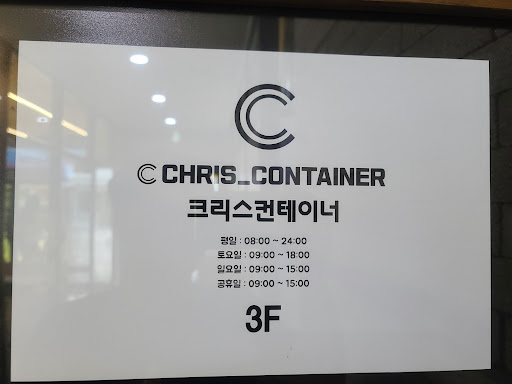 CHRIS_CONTAINER
크리스컨테이너
평일 : 08:00 ~ 24:00
토요일 : 09:00 ~ 18:00
일요일 : 09:00 ~ 15:00
공휴일 : 09:00 ~ 15:00
3F